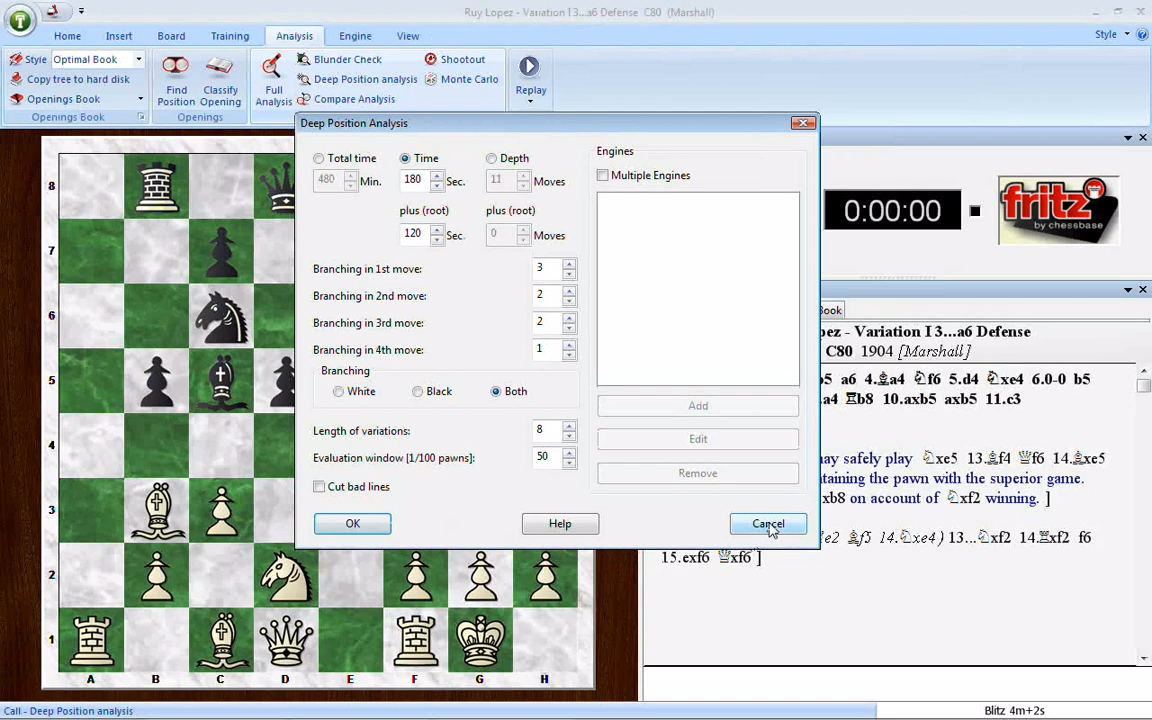 Ruy Lopez - Variation I 3...a6 Defense C80 (Marshall)
Home Insert Board Training Analysis Engine View Style
Style Optimal Book
Copy tree to hard disk
Openings Book
Openings Book
Find Position
Classify Opening
Openings
Full Analysis
Blunder Check
Deep Position analysis
Compare Analysis
Shootout
Monte Carlo
Replay
Deep Position Analysis
Total time Time Depth
480 Min. 180 Sec. 11 Moves
plus (root) plus (root)
120 Sec. 0 Moves
Branching in 1st move: 3
Branching in 2nd move: 2
Branching in 3rd move: 2
Branching in 4th move: 1
Branching
White Black Both
Length of variations: 8
Evaluation window [1/100 pawns]: 50
Cut bad lines
OK Help Cancel
Engines
Multiple Engines
Add
Edit
Remove
0:00:00
fritz
by chessbase
ook
pez - Variation I 3...a6 Defense
C80 1904 [Marshall]
b5 a6 4.♗a4 ♘f6 5.d4 ♘xe4 6.0-0 b5
a4 ♖b8 10.axb5 axb5 11.c3
may safely play ♘xe5 13.♗f4 ♕f6 14.♗xe5
taining the pawn with the superior game.
xb8 on account of ♘xf2 winning. ]
e2 ♗f5 14.♘xe4 ) 13...♘xf2 14.♖xf2 f6
15.exf6 ♕xf6 ]
8
7
6
5
4
3
2
1
A B C D E F G H
Call - Deep Position analysis
Blitz 4m+2s